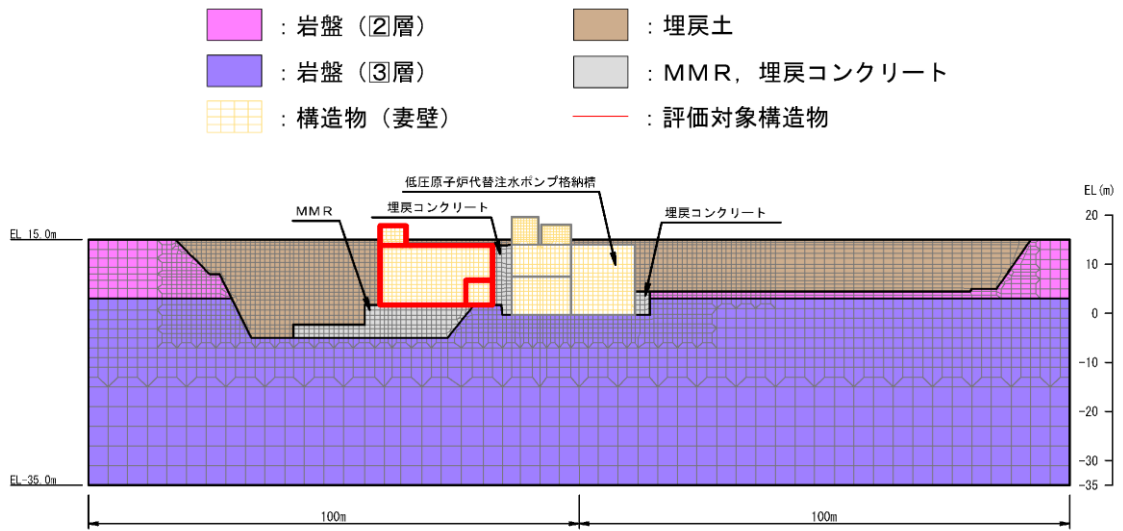 ：岩盤（②層）
：埋戻土
：岩盤（③層）
：ＭＭＲ，埋戻コンクリート
：構造物（妻壁）
：評価対象構造物
低圧原子炉代替注水ポンプ格納槽
ＭＭＲ
埋戻コンクリート
埋戻コンクリート
EL(m)
EL 15.0m
20
10
0
-10
-20
-30
-35
EL-35.0m
100m
100m